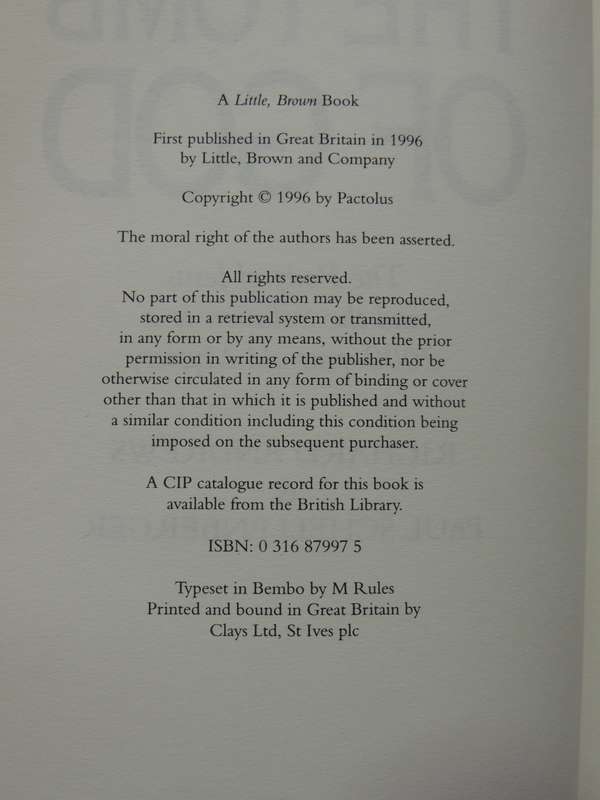 A Little, Brown Book
First published in Great Britain in 1996
by Little, Brown and Company
Copyright © 1996 by Pactolus
The moral right of the authors has been asserted.
All rights reserved.
No part of this publication may be reproduced,
stored in a retrieval system or transmitted,
in any form or by any means, without the prior
permission in writing of the publisher, nor be
otherwise circulated in any form of binding or cover
other than that in which it is published and without
a similar condition including this condition being
imposed on the subsequent purchaser.
A CIP catalogue record for this book is
available from the British Library.
ISBN: 0 316 87997 5
Typeset in Bembo by M Rules
Printed and bound in Great Britain by
Clays Ltd, St Ives plc